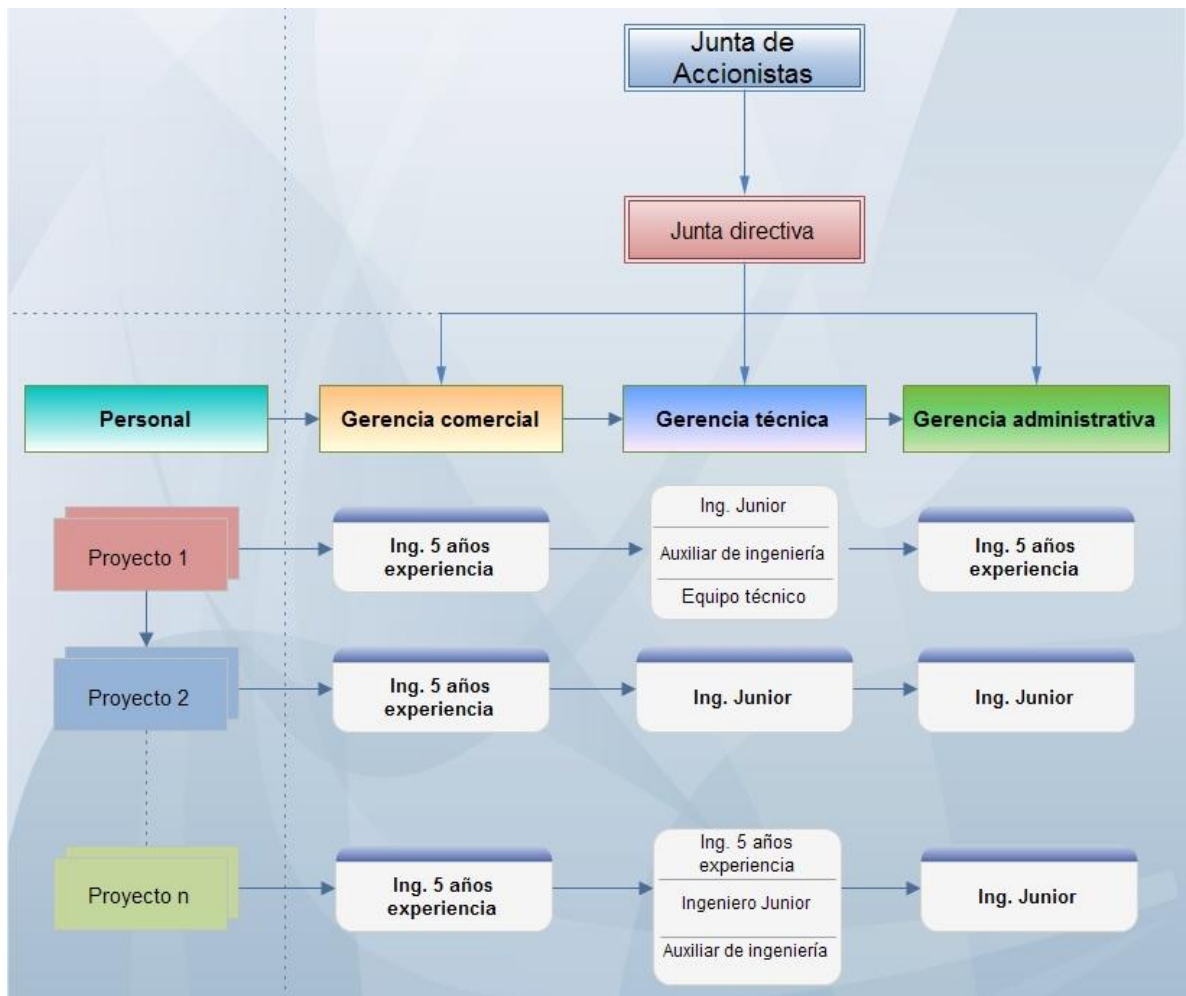 Junta de
Accionistas
Junta directiva
Personal
Gerencia comercial
Gerencia técnica
Gerencia administrativa
Proyecto 1
Ing. 5 años
experiencia
Ing. Junior
Auxiliar de ingeniería
Equipo técnico
Ing. 5 años
experiencia
Proyecto 2
Ing. 5 años
experiencia
Ing. Junior
Ing. Junior
Proyecto n
Ing. 5 años
experiencia
Ing. 5 años
experiencia
Ingeniero Junior
Auxiliar de ingeniería
Ing. Junior